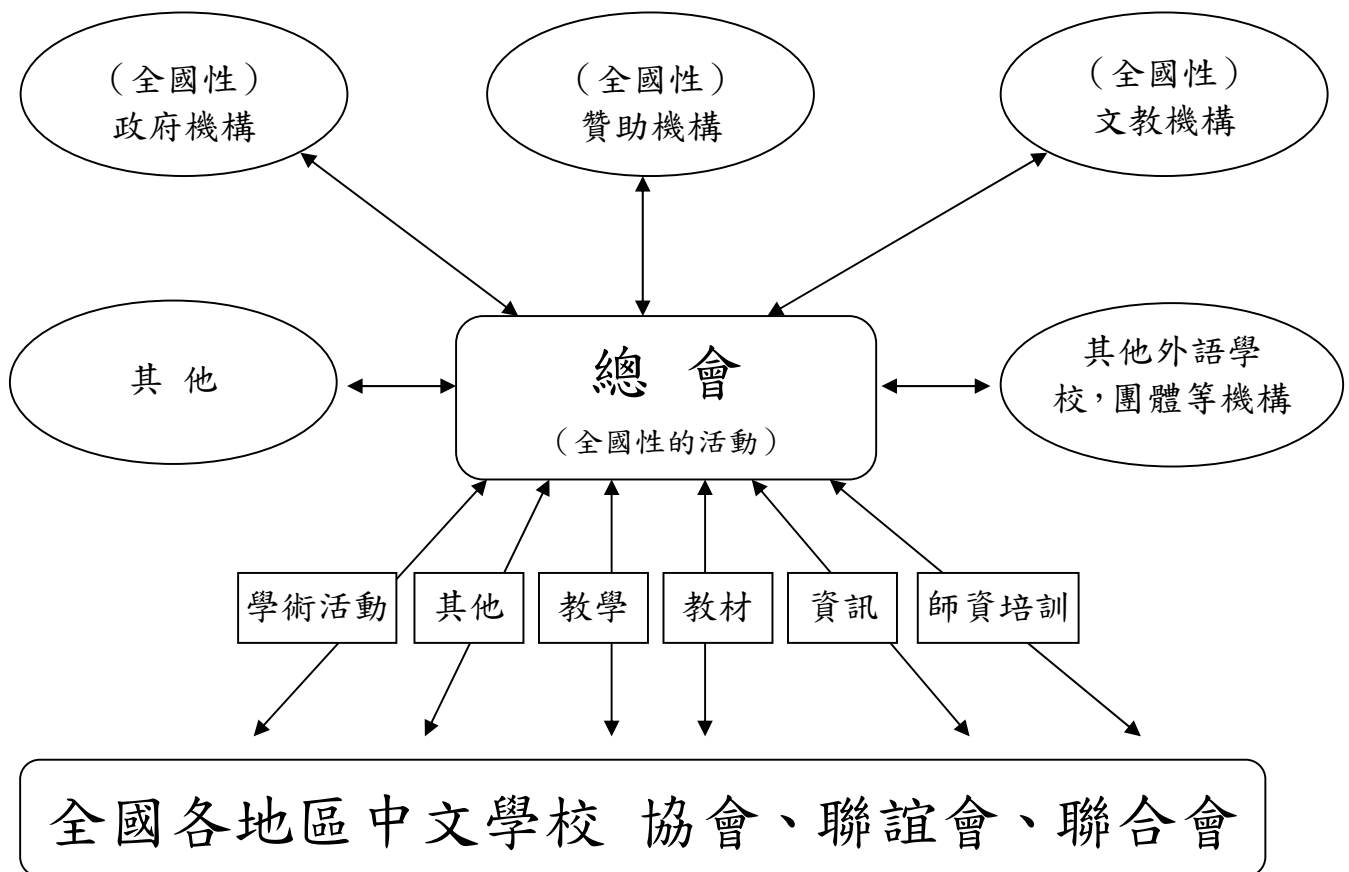 （全國性）
政府機構
（全國性）
贊助機構
（全國性）
文教機構
其 他
總 會
（全國性的活動）
其他外語學
校，團體等機構
學術活動
其他
教學
教材
資訊
師資培訓
全國各地區中文學校 協會、聯誼會、聯合會